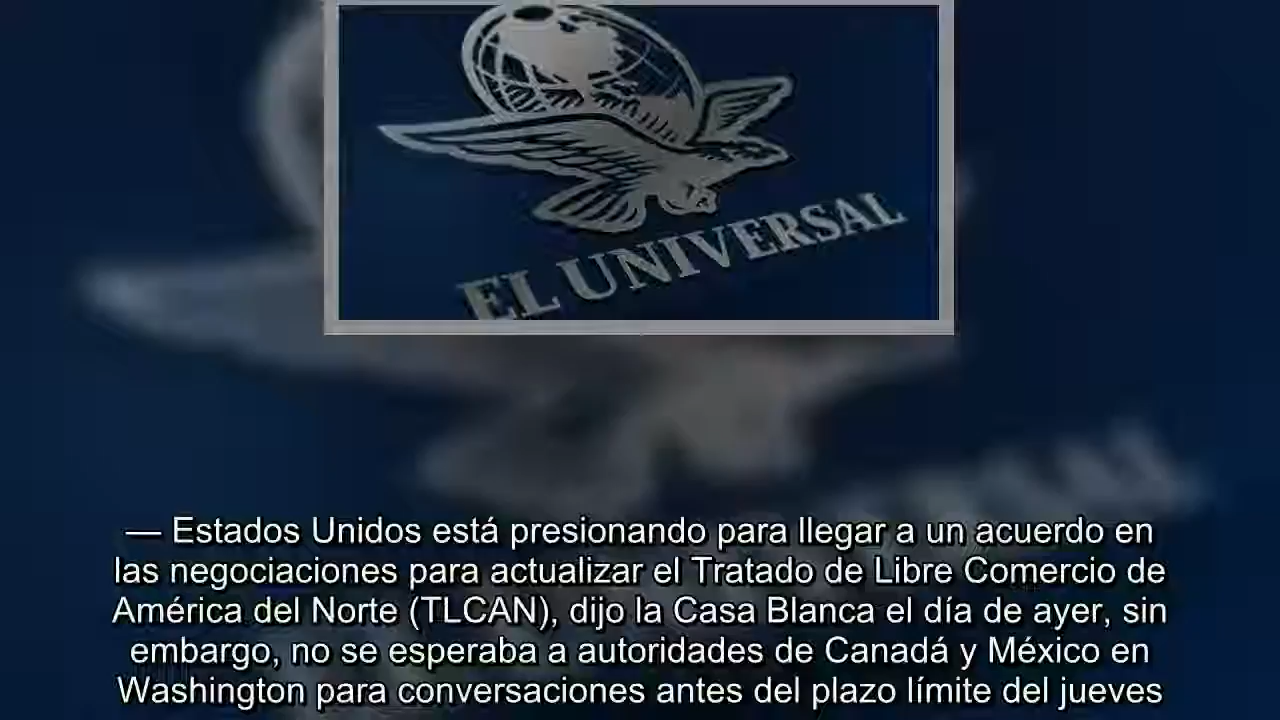 EL UNIVERSAL
— Estados Unidos está presionando para llegar a un acuerdo en
las negociaciones para actualizar el Tratado de Libre Comercio de
América del Norte (TLCAN), dijo la Casa Blanca el día de ayer, sin
embargo, no se esperaba a autoridades de Canadá y México en
Washington para conversaciones antes del plazo límite del jueves